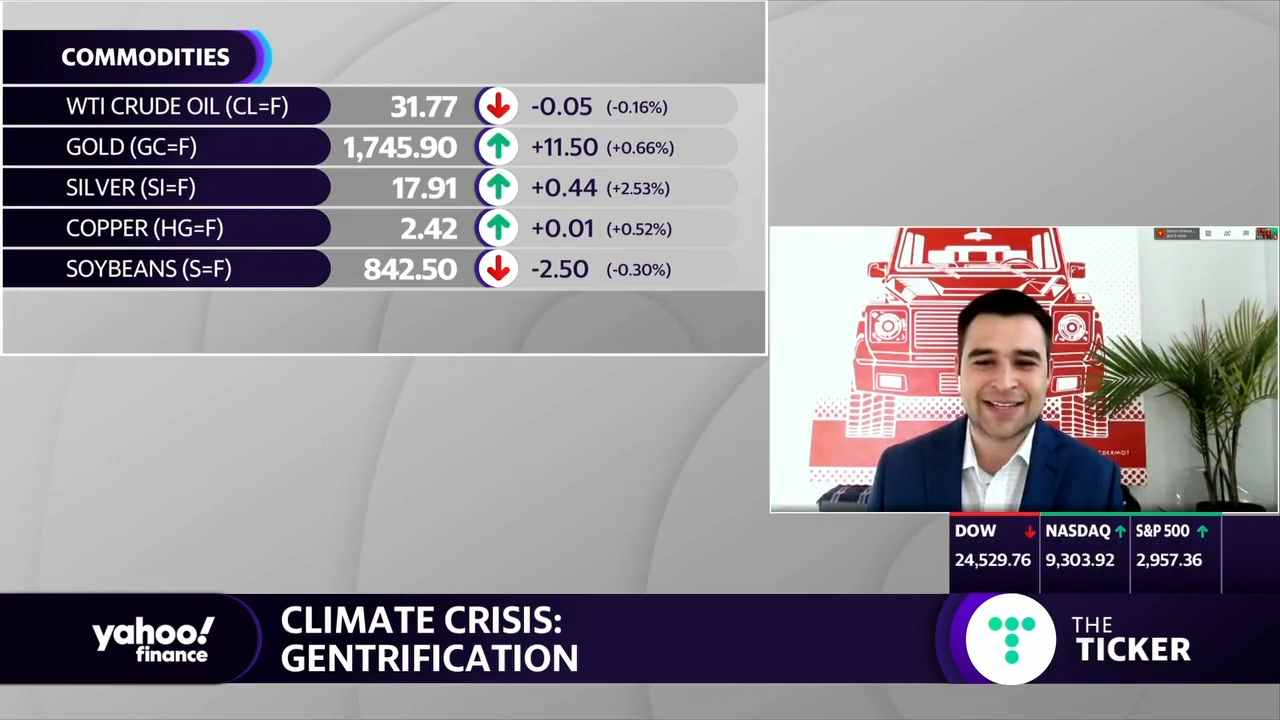 COMMODITIES
WTI CRUDE OIL (CL=F) 31.77 -0.05 (-0.16%)
GOLD (GC=F) 1,745.90 +11.50 (+0.66%)
SILVER (SI=F) 17.91 +0.44 (+2.53%)
COPPER (HG=F) 2.42 +0.01 (+0.52%)
SOYBEANS (S=F) 842.50 -2.50 (-0.30%)
DOW NASDAQ S&P 500
24,529.76 9,303.92 2,957.36
yahoo!
finance
CLIMATE CRISIS:
GENTRIFICATION
THE
TICKER